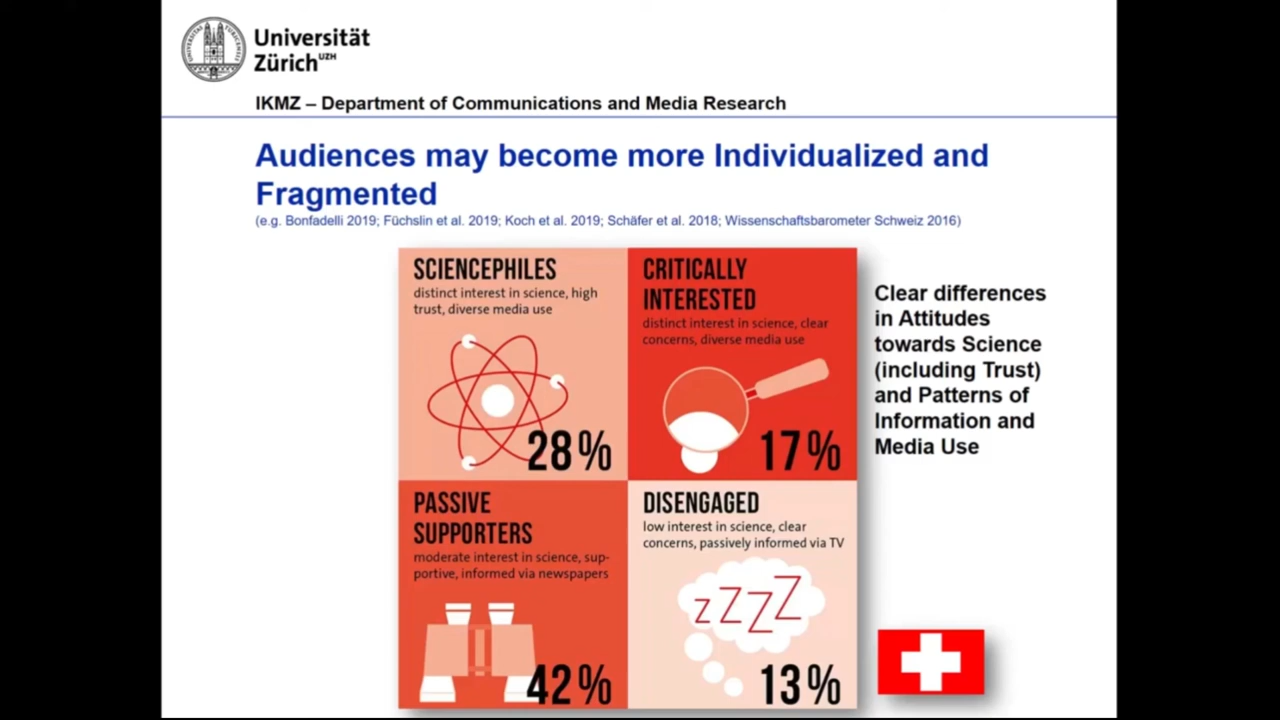 Universität
Zürich UZH
IKMZ – Department of Communications and Media Research
Audiences may become more Individualized and
Fragmented
(e.g. Bonfadelli 2019; Füchslin et al. 2019; Koch et al. 2019; Schäfer et al. 2018; Wissenschaftsbarometer Schweiz 2016)
SCIENCEPHILES
distinct interest in science, high
trust, diverse media use
28%
CRITICALLY
INTERESTED
distinct interest in science, clear
concerns, diverse media use
17%
PASSIVE
SUPPORTERS
moderate interest in science, sup-
portive, informed via newspapers
42%
DISENGAGED
low interest in science, clear
concerns, passively informed via TV
zZZZ
13%
Clear differences
in Attitudes
towards Science
(including Trust)
and Patterns of
Information and
Media Use